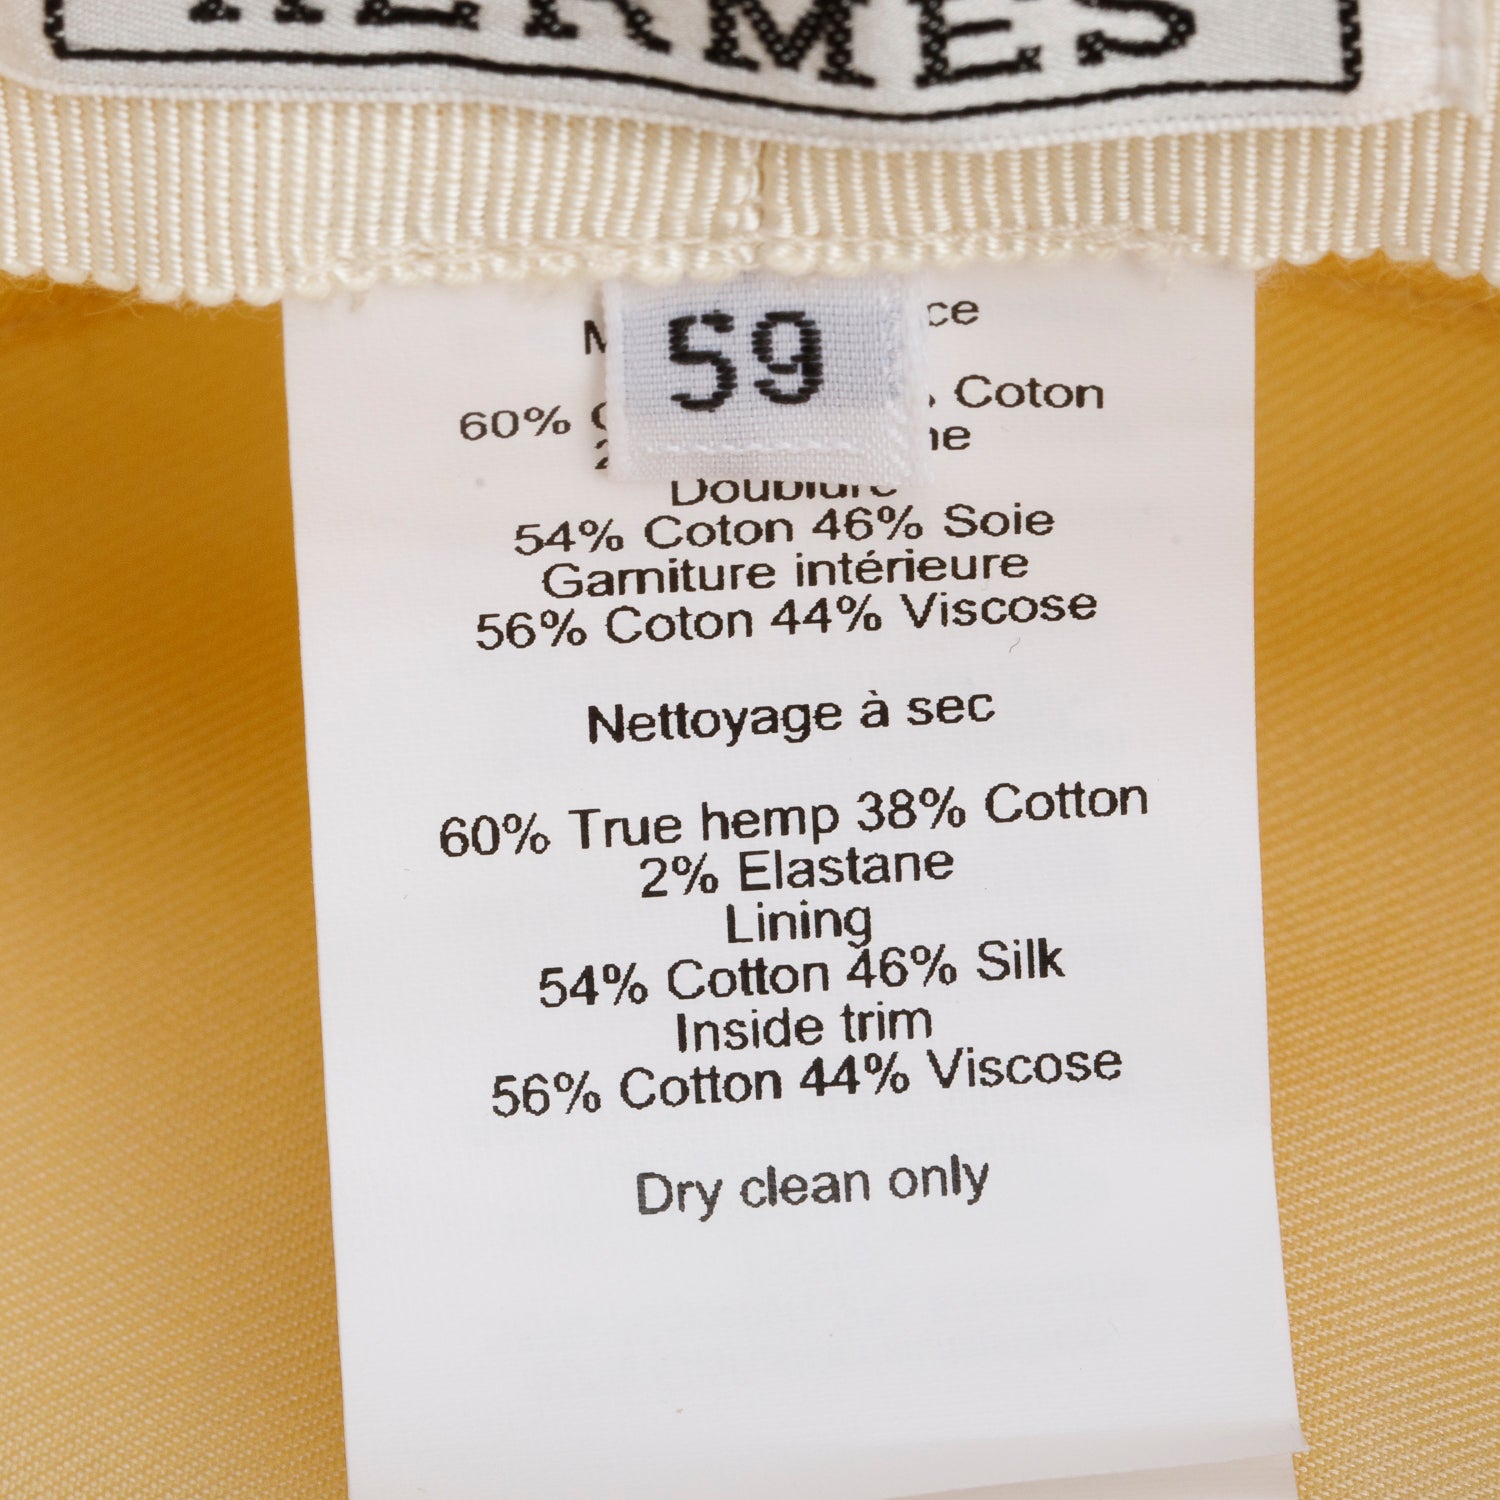 HERMES
59
60% Coton
Doublure
54% Coton 46% Soie
Garniture intérieure
56% Coton 44% Viscose
Nettoyage à sec
60% True hemp 38% Cotton
2% Elastane
Lining
54% Cotton 46% Silk
Inside trim
56% Cotton 44% Viscose
Dry clean only